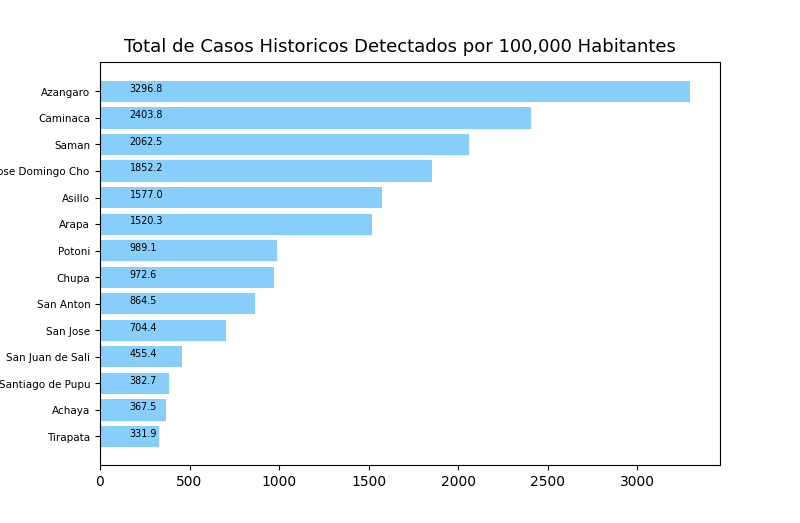 Total de Casos Historicos Detectados por 100,000 Habitantes
Azangaro 3296.8
Caminaca 2403.8
Saman 2062.5
ose Domingo Cho 1852.2
Asillo 1577.0
Arapa 1520.3
Potoni 989.1
Chupa 972.6
San Anton 864.5
San Jose 704.4
San Juan de Sali 455.4
Santiago de Pupu 382.7
Achaya 367.5
Tirapata 331.9
0 500 1000 1500 2000 2500 3000